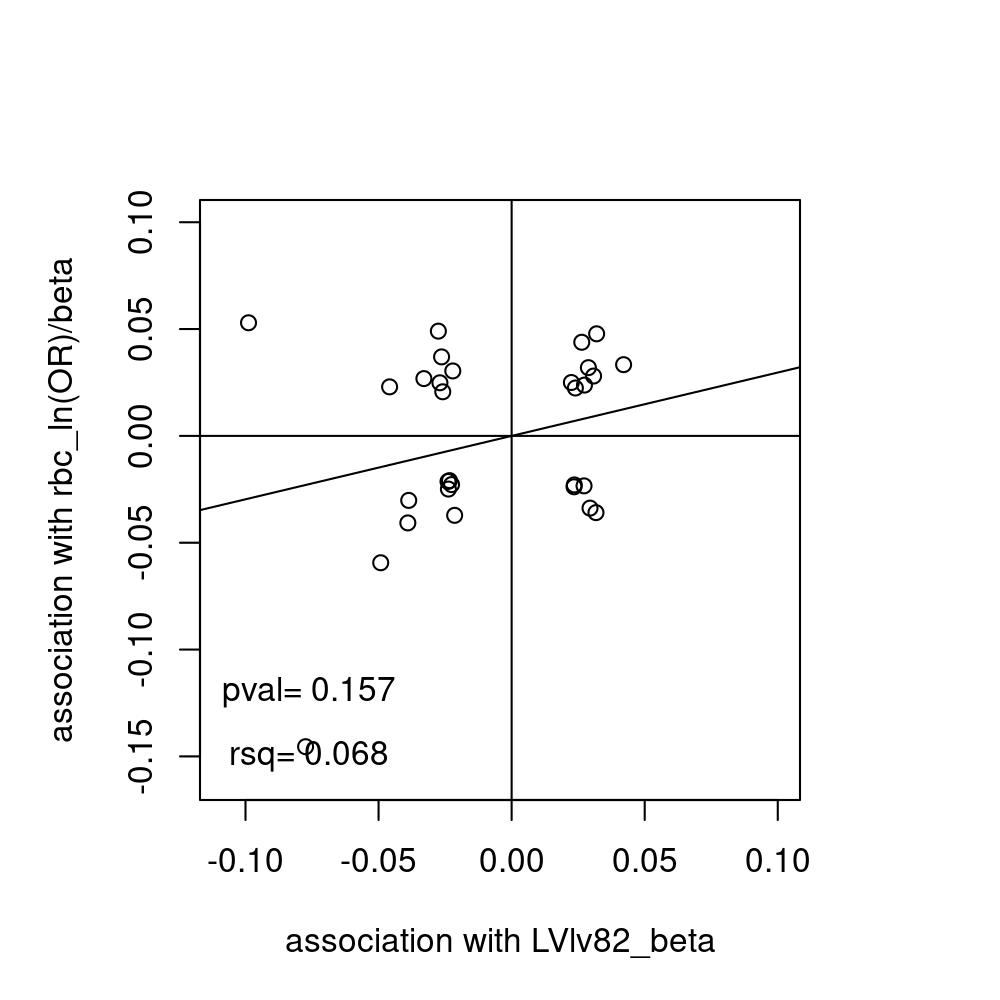 0.10
0.05
0.00
-0.05
-0.10
-0.15
association with rbc_ln(OR)/beta
pval= 0.157
rsq= 0.068
-0.10 -0.05 0.00 0.05 0.10
association with LVlv82_beta